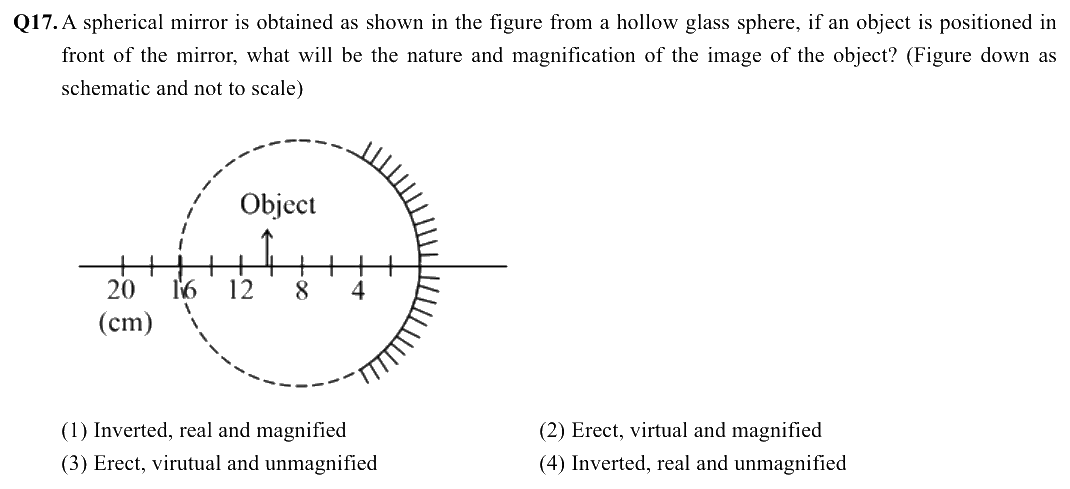 Q17. A spherical mirror is obtained as shown in the figure from a hollow glass sphere, if an object is positioned in
front of the mirror, what will be the nature and magnification of the image of the object? (Figure down as
schematic and not to scale)
Object
20 16 12 8 4
(cm)
(1) Inverted, real and magnified (2) Erect, virtual and magnified
(3) Erect, virutual and unmagnified (4) Inverted, real and unmagnified